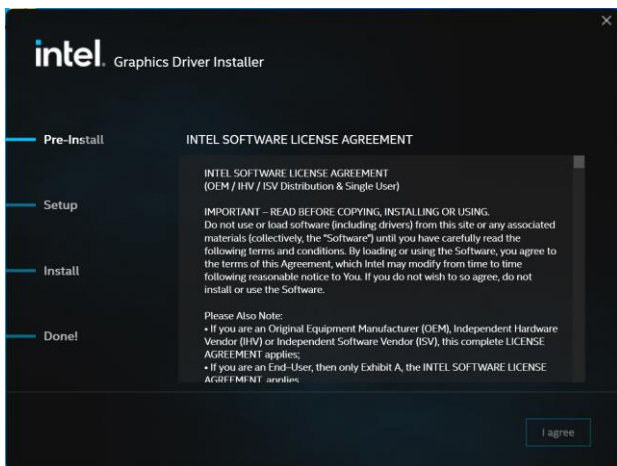 intel. Graphics Driver Installer
Pre-Install
INTEL SOFTWARE LICENSE AGREEMENT
INTEL SOFTWARE LICENSE AGREEMENT
(OEM / IHV / ISV Distribution & Single User)
Setup
IMPORTANT – READ BEFORE COPYING, INSTALLING OR USING.
Do not use or load software (including drivers) from this site or any associated
materials (collectively, the "Software") until you have carefully read the
following terms and conditions. By loading or using the Software, you agree to
the terms of this Agreement, which Intel may modify from time to time
following reasonable notice to You. If you do not wish to so agree, do not
install or use the Software.
Install
Please Also Note:
• If you are an Original Equipment Manufacturer (OEM), Independent Hardware
Vendor (IHV) or Independent Software Vendor (ISV), this complete LICENSE
AGREEMENT applies;
• If you are an End–User, then only Exhibit A, the INTEL SOFTWARE LICENSE
AGREEMENT, applies
Done!
I agree